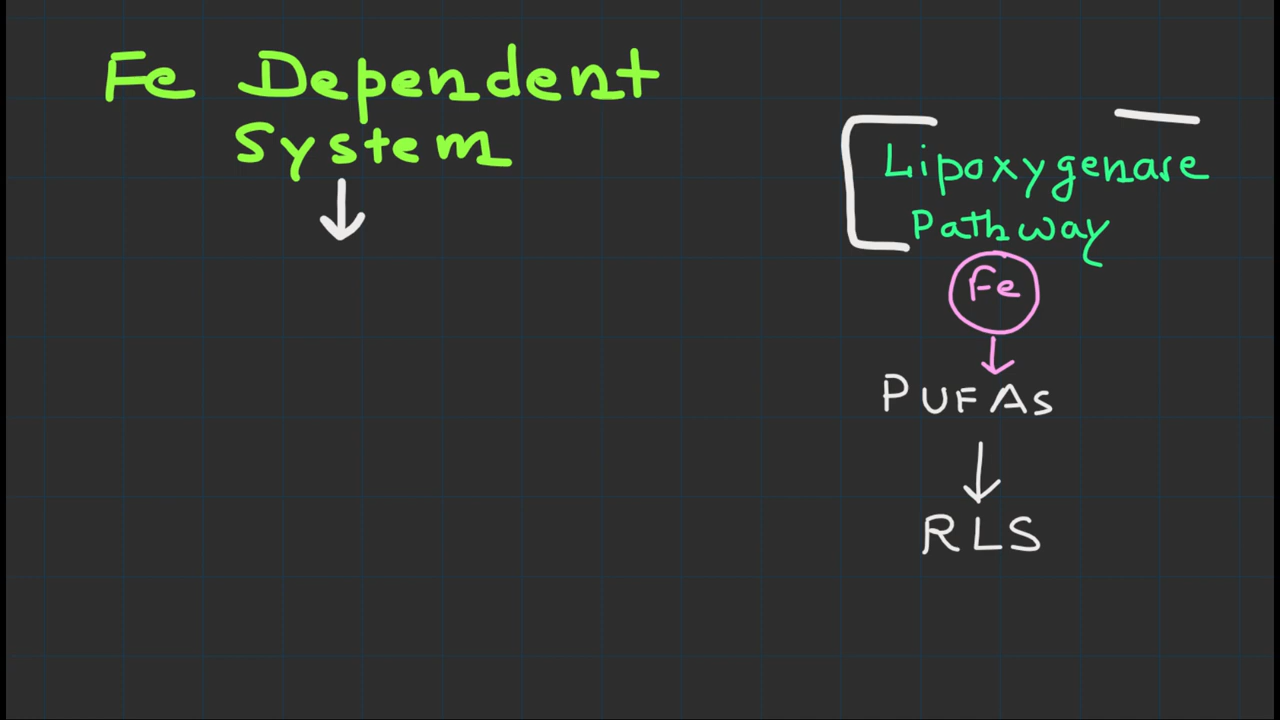 Fe Dependent
System
Lipoxygenase
Pathway
Fe
PUFAs
RLS